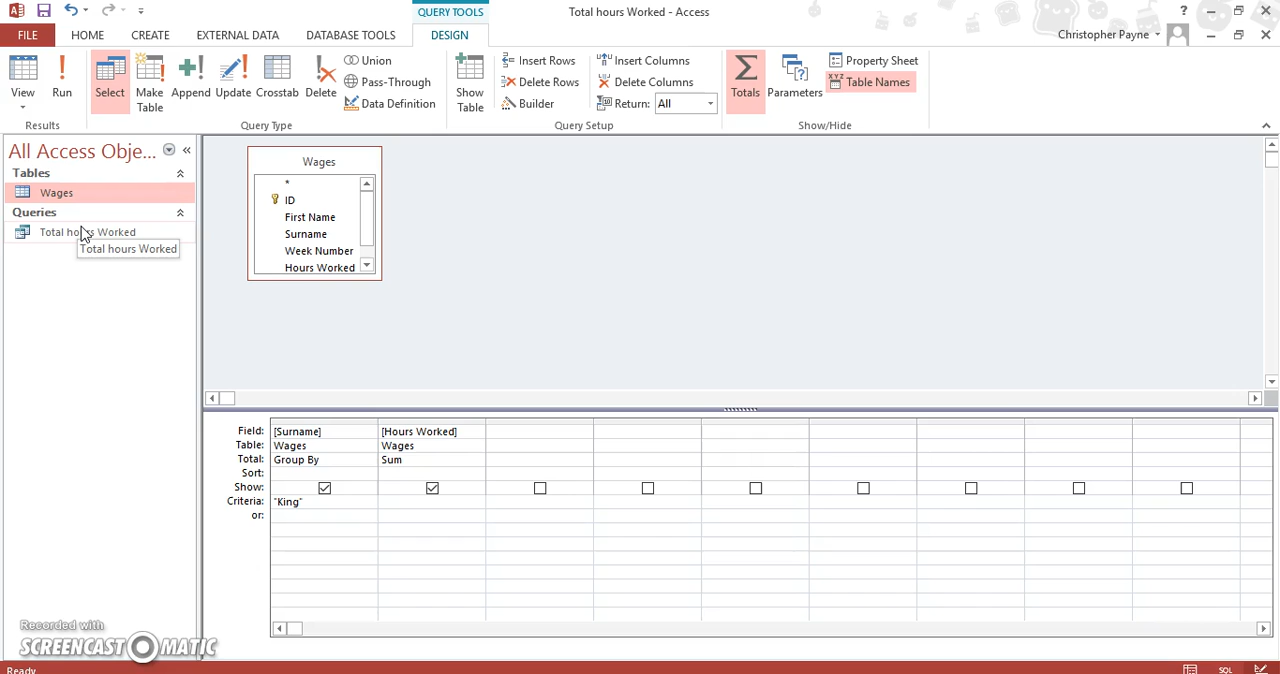 QUERY TOOLS
Total hours Worked - Access
FILE
HOME
CREATE
EXTERNAL DATA
DATABASE TOOLS
DESIGN
Christopher Payne
View
Run
Select
Make Table
Append
Update
Crosstab
Delete
Union
Pass-Through
Data Definition
Show Table
Insert Rows
Delete Rows
Builder
Insert Columns
Delete Columns
Return: All
Totals
Parameters
Property Sheet
XYZ Table Names
Results
Query Type
Query Setup
Show/Hide
All Access Obje...
Tables
Wages
Queries
Total hours Worked
Total hours Worked
Wages
*
ID
First Name
Surname
Week Number
Hours Worked
Field: [Surname] [Hours Worked]
Table: Wages Wages
Total: Group By Sum
Sort:
Show:
Criteria: "King"
or:
Recorded with
SCREENCAST MATIC
Ready
SQL